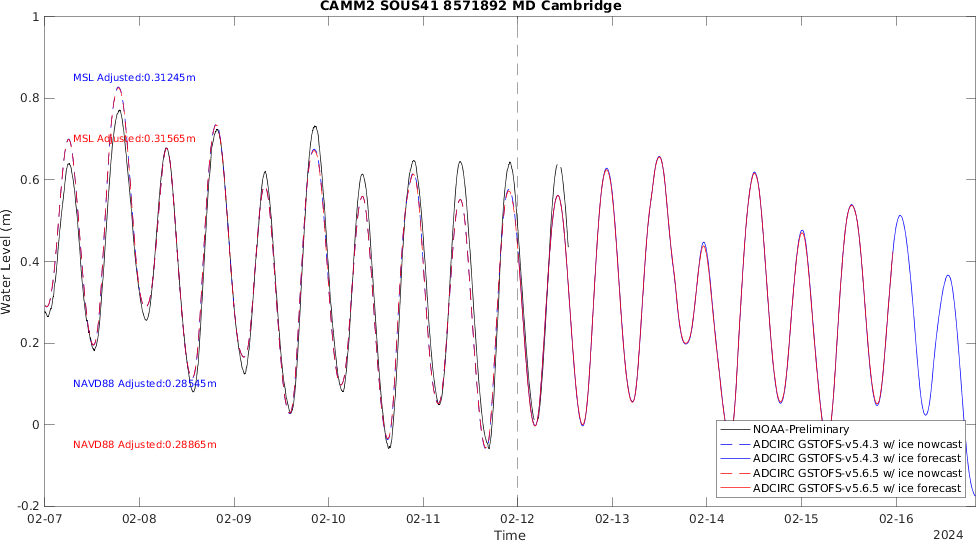 CAMM2 SOUS41 8571892 MD Cambridge
1
0.8
0.6
0.4
0.2
0
-0.2
Water Level (m)
MSL Adjusted:0.31245m
MSL Adjusted:0.31565m
NAVD88 Adjusted:0.28545m
NAVD88 Adjusted:0.28865m
NOAA-Preliminary
ADCIRC GSTOFS-v5.4.3 w/ ice nowcast
ADCIRC GSTOFS-v5.4.3 w/ ice forecast
ADCIRC GSTOFS-v5.6.5 w/ ice nowcast
ADCIRC GSTOFS-v5.6.5 w/ ice forecast
02-07 02-08 02-09 02-10 02-11 02-12 02-13 02-14 02-15 02-16
Time
2024